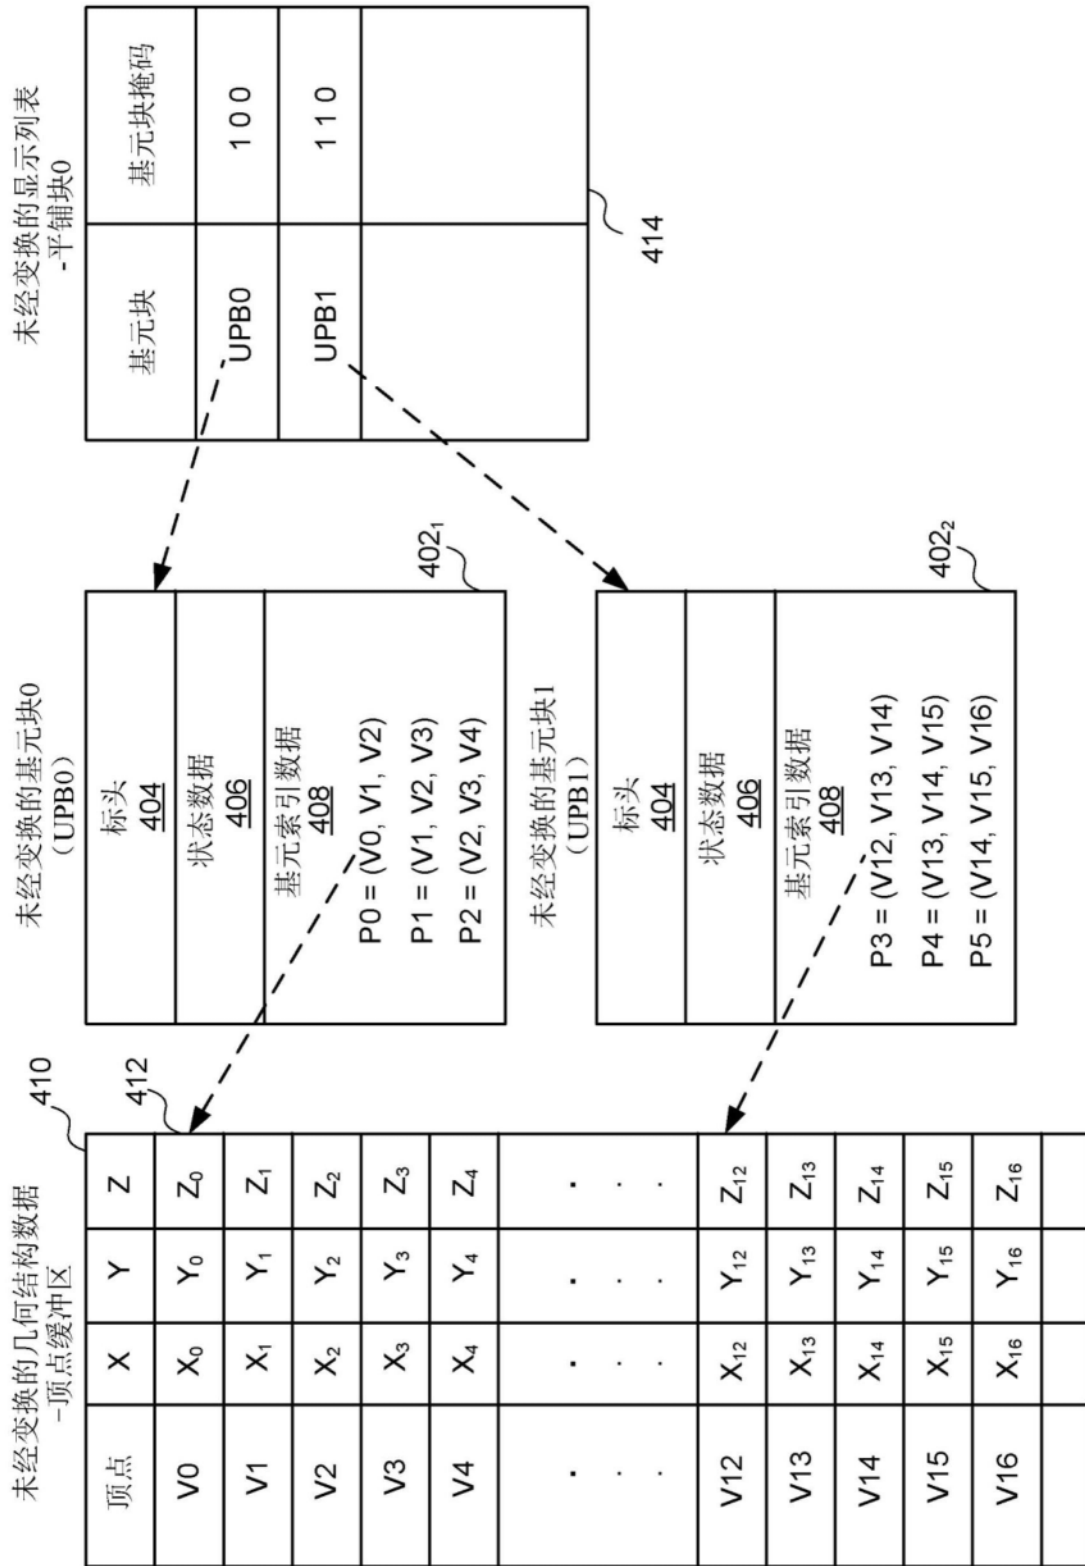 未经变换的几何结构数据
-顶点缓冲区
410
顶点 X Y Z
412
V0 X₀ Y₀ Z₀
V1 X₁ Y₁ Z₁
V2 X₂ Y₂ Z₂
V3 X₃ Y₃ Z₃
V4 X₄ Y₄ Z₄
. . . .
. . . .
. . . .
V12 X₁₂ Y₁₂ Z₁₂
V13 X₁₃ Y₁₃ Z₁₃
V14 X₁₄ Y₁₄ Z₁₄
V15 X₁₅ Y₁₅ Z₁₅
V16 X₁₆ Y₁₆ Z₁₆
未经变换的基元块0
(UPB0)
标头
404
状态数据
406
基元索引数据
408
P0 = (V0, V1, V2)
P1 = (V1, V2, V3)
P2 = (V2, V3, V4)
402₁
未经变换的基元块1
(UPB1)
标头
404
状态数据
406
基元索引数据
408
P3 = (V12, V13, V14)
P4 = (V13, V14, V15)
P5 = (V14, V15, V16)
402₂
未经变换的显示列表
-平铺块0
基元块 基元块掩码
UPB0 1 0 0
UPB1 1 1 0
414